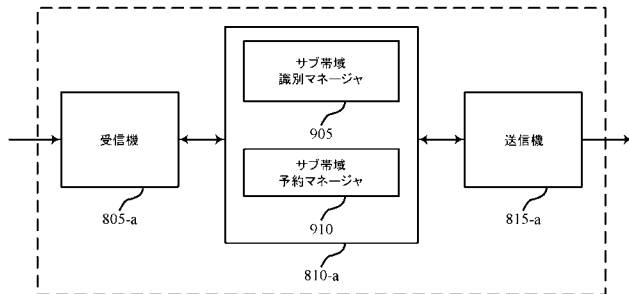 サブ帯域
識別マネージャ
905
受信機
805-a
送信機
815-a
サブ帯域
予約マネージャ
910
810-a